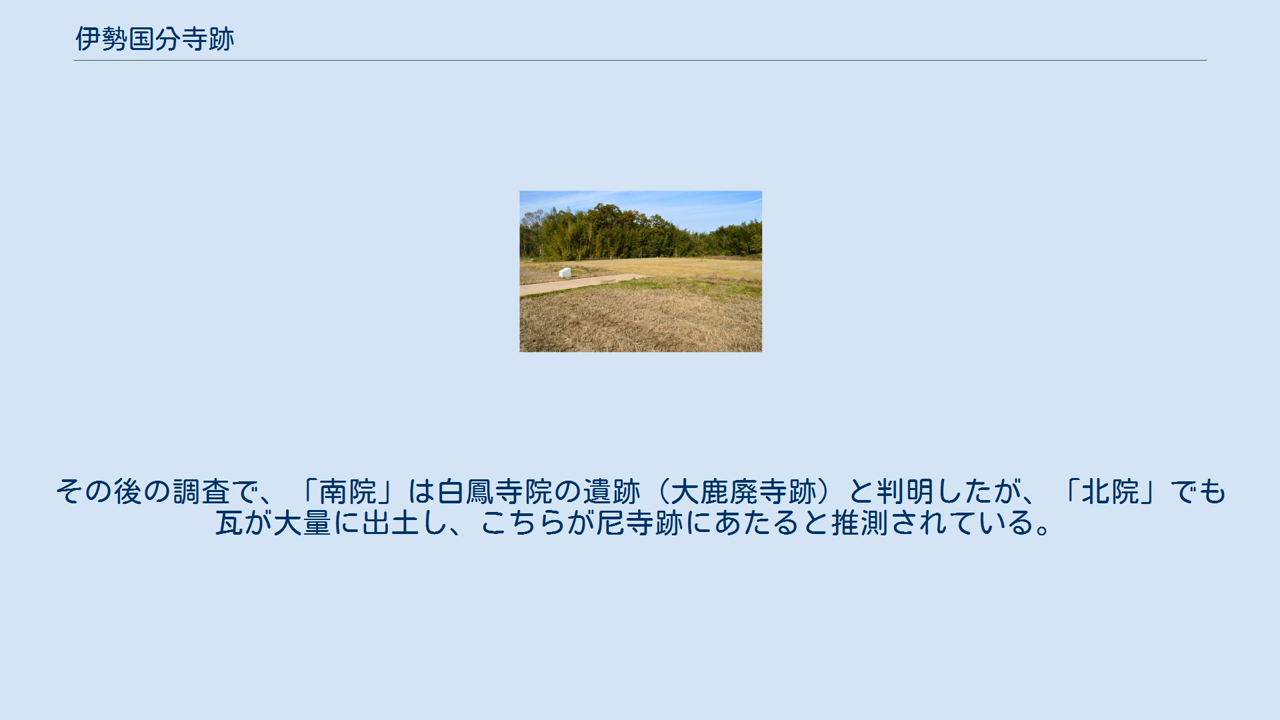 伊勢国分寺跡
その後の調査で、「南院」は白鳳寺院の遺跡（大鹿廃寺跡）と判明したが、「北院」でも
瓦が大量に出土し、こちらが尼寺跡にあたると推測されている。